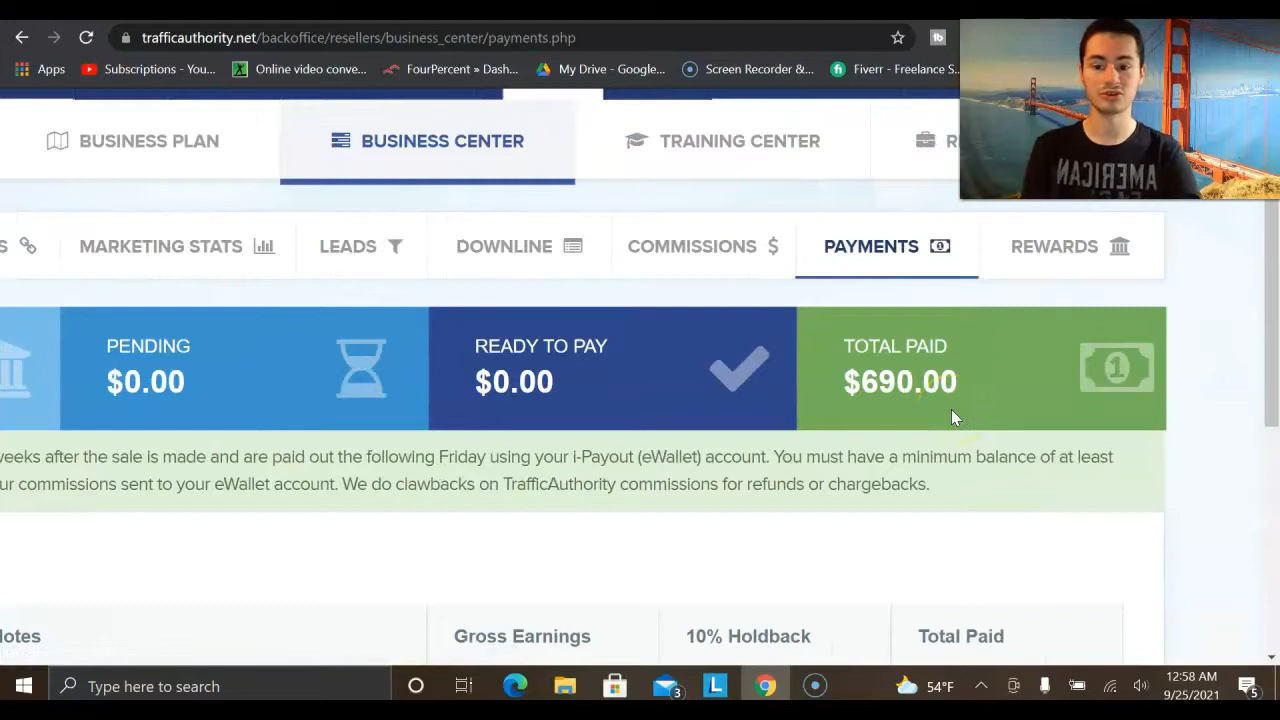 trafficauthority.net/backoffice/resellers/business_center/payments.php
Apps
Subscriptions - You...
Online video conve...
FourPercent » Dash...
My Drive - Google...
Screen Recorder &...
Fiverr - Freelance S...
BUSINESS PLAN
BUSINESS CENTER
TRAINING CENTER
S
MARKETING STATS
LEADS
DOWNLINE
COMMISSIONS $
PAYMENTS
REWARDS
PENDING
$0.00
READY TO PAY
$0.00
TOTAL PAID
$690.00
1
weeks after the sale is made and are paid out the following Friday using your i-Payout (eWallet) account. You must have a minimum balance of at least
ur commissions sent to your eWallet account. We do clawbacks on TrafficAuthority commissions for refunds or chargebacks.
lotes
Gross Earnings
10% Holdback
Total Paid
Type here to search
3
L
54°F
12:58 AM
9/25/2021
5
AMERICAN